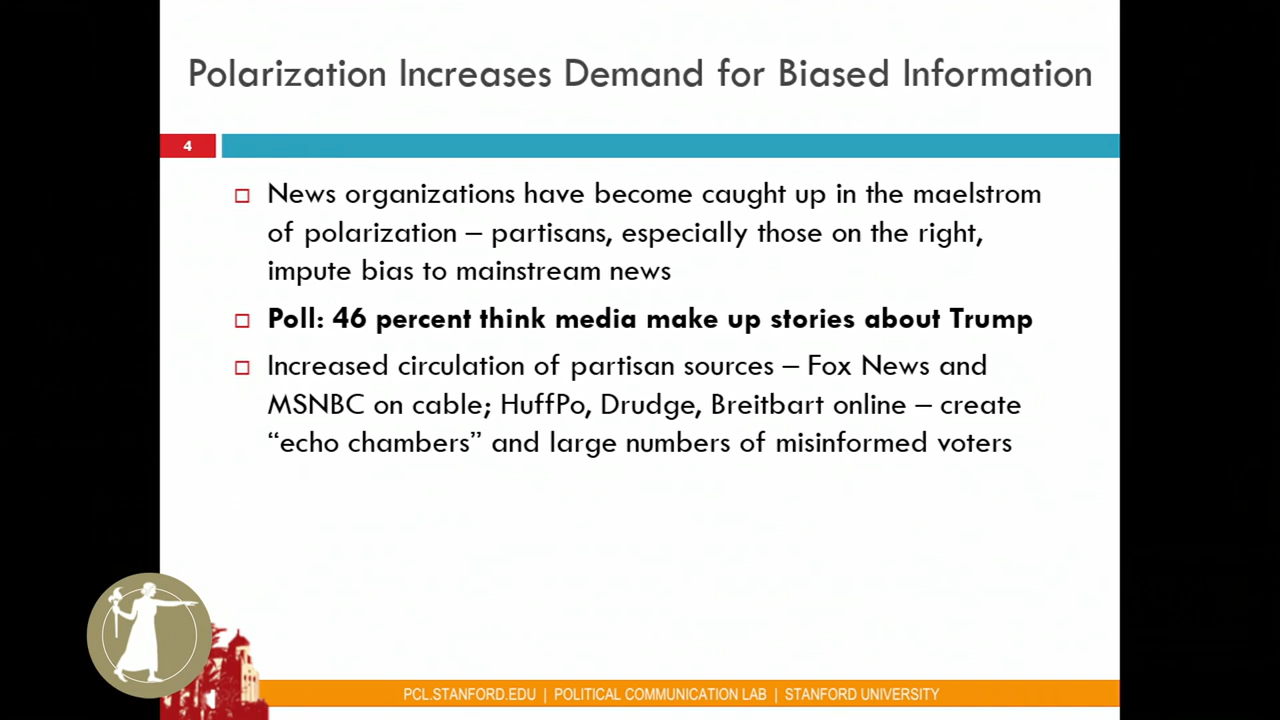 Polarization Increases Demand for Biased Information
4
News organizations have become caught up in the maelstrom
of polarization – partisans, especially those on the right,
impute bias to mainstream news
Poll: 46 percent think media make up stories about Trump
Increased circulation of partisan sources – Fox News and
MSNBC on cable; HuffPo, Drudge, Breitbart online – create
“echo chambers” and large numbers of misinformed voters
PCL.STANFORD.EDU | POLITICAL COMMUNICATION LAB | STANFORD UNIVERSITY